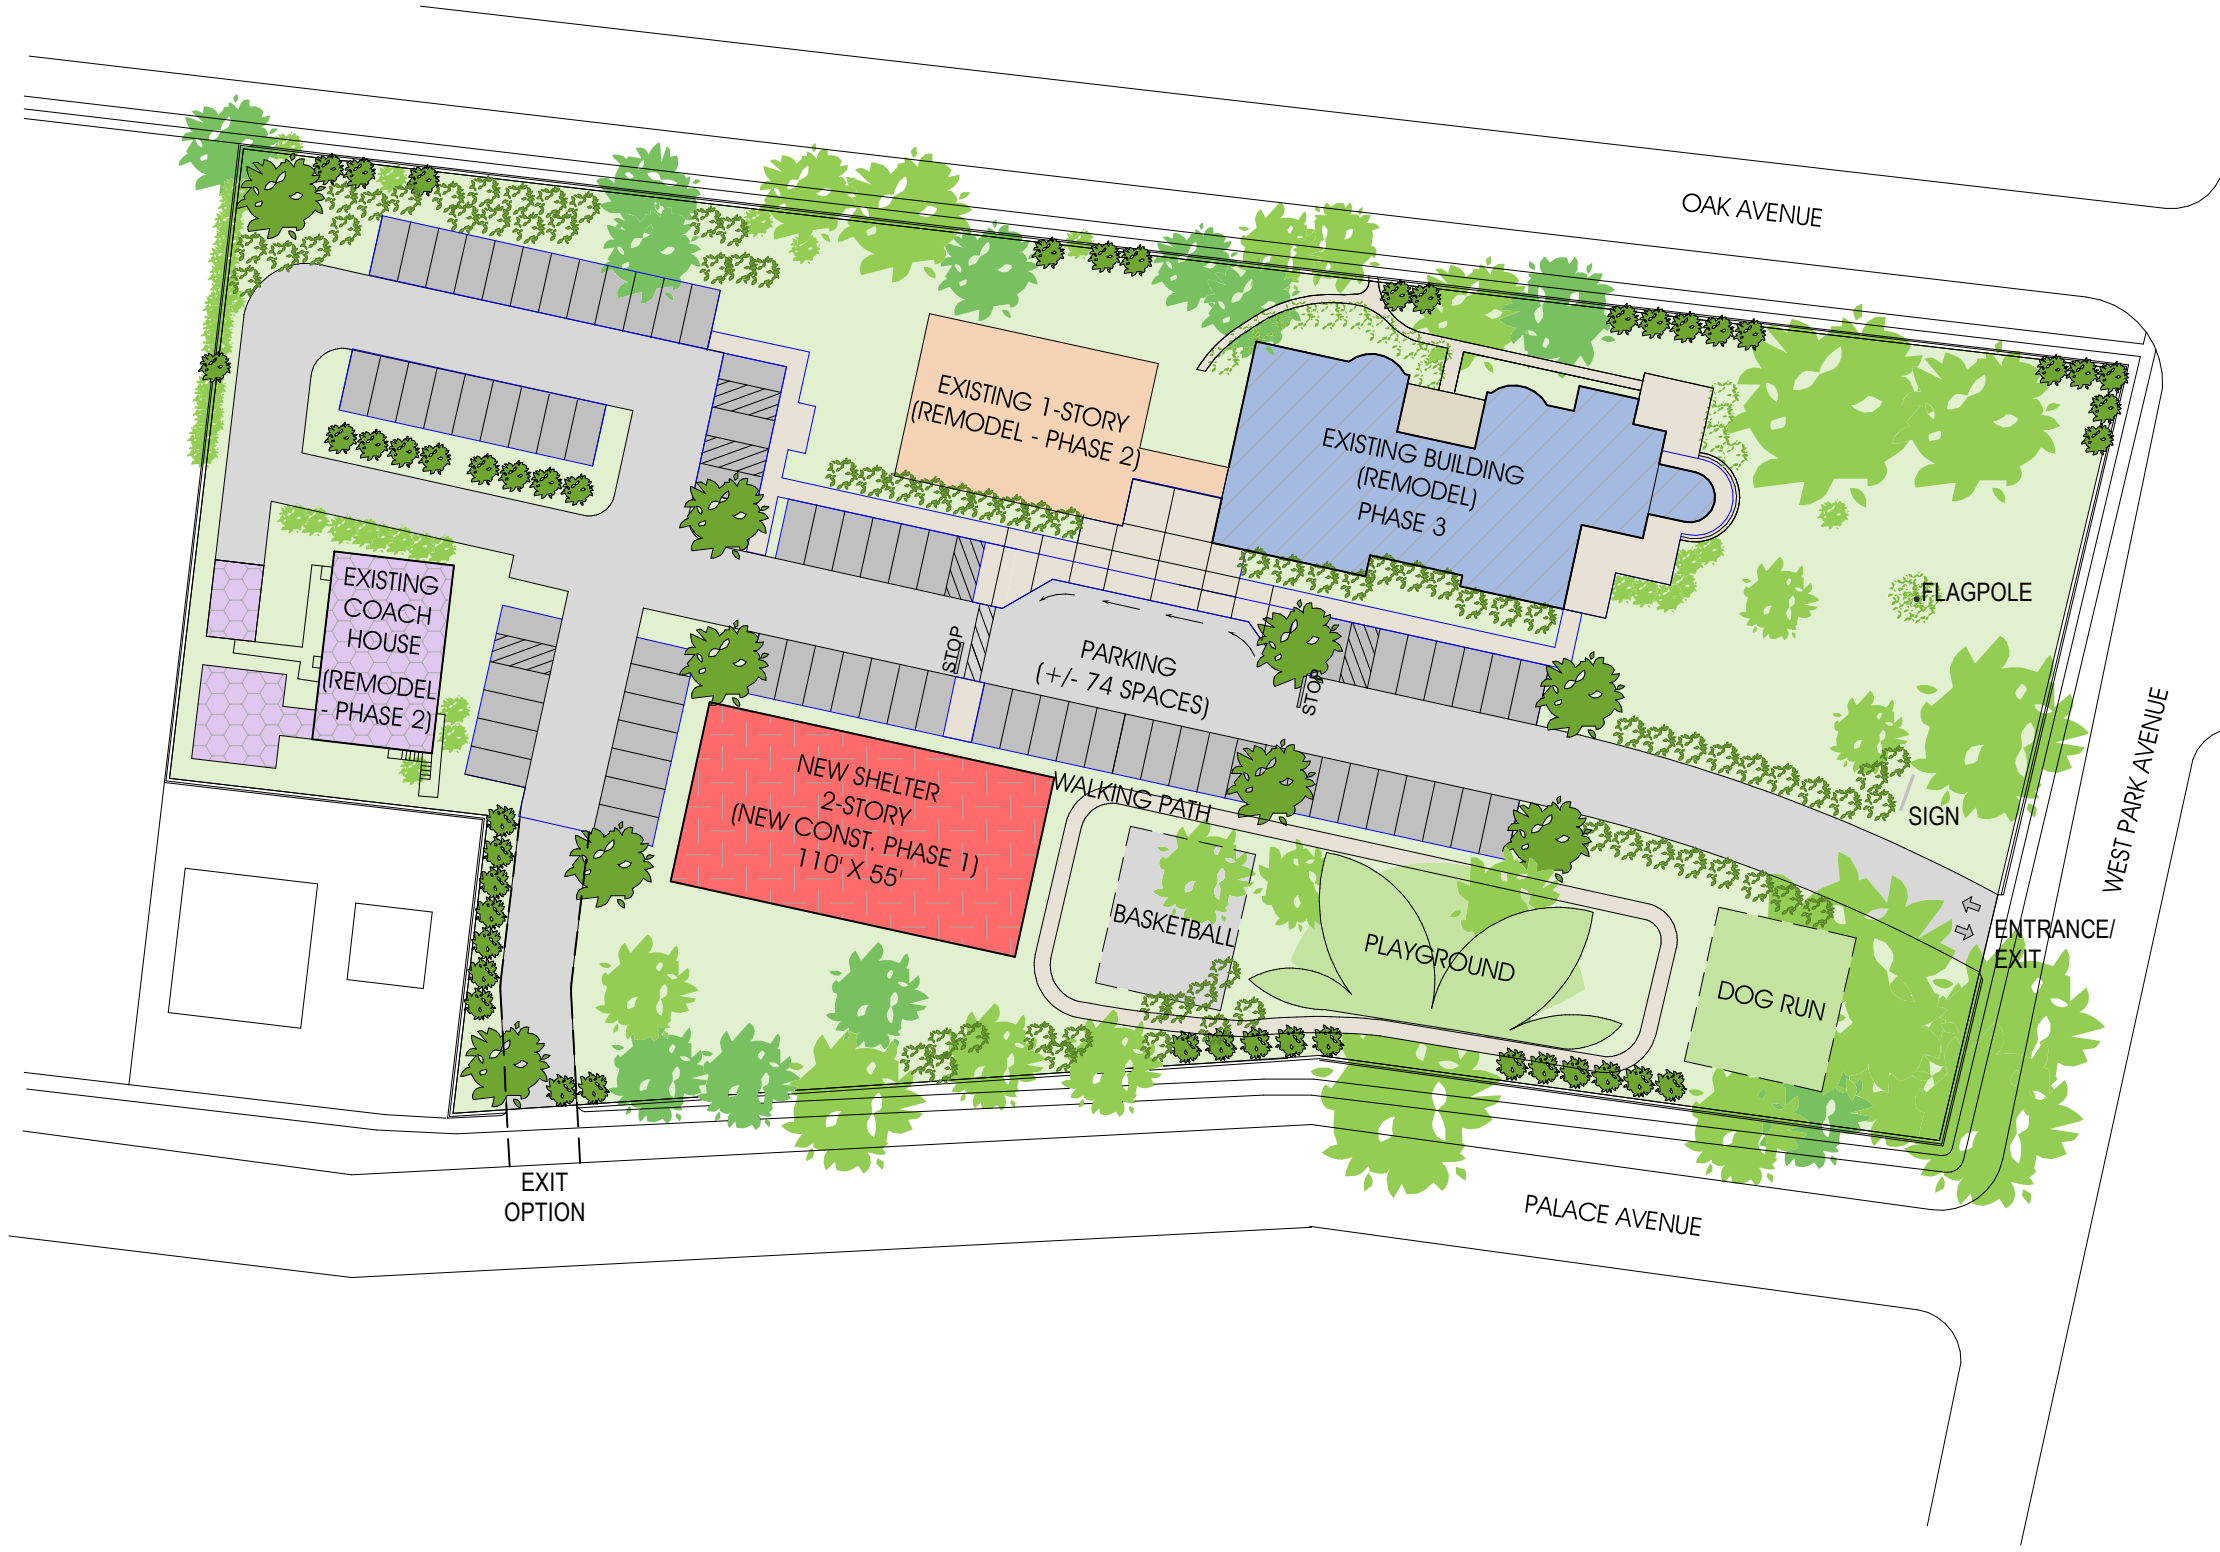 OAK AVENUE
EXISTING 1-STORY
(REMODEL - PHASE 2)
EXISTING BUILDING
(REMODEL)
PHASE 3
EXISTING
COACH
HOUSE
(REMODEL
- PHASE 2)
FLAGPOLE
STOP
PARKING
(+/- 74 SPACES)
STOP
WEST PARK AVENUE
NEW SHELTER
2-STORY
(NEW CONST. PHASE 1)
110' X 55'
WALKING PATH
SIGN
BASKETBALL
PLAYGROUND
DOG RUN
ENTRANCE/
EXIT
EXIT
OPTION
PALACE AVENUE